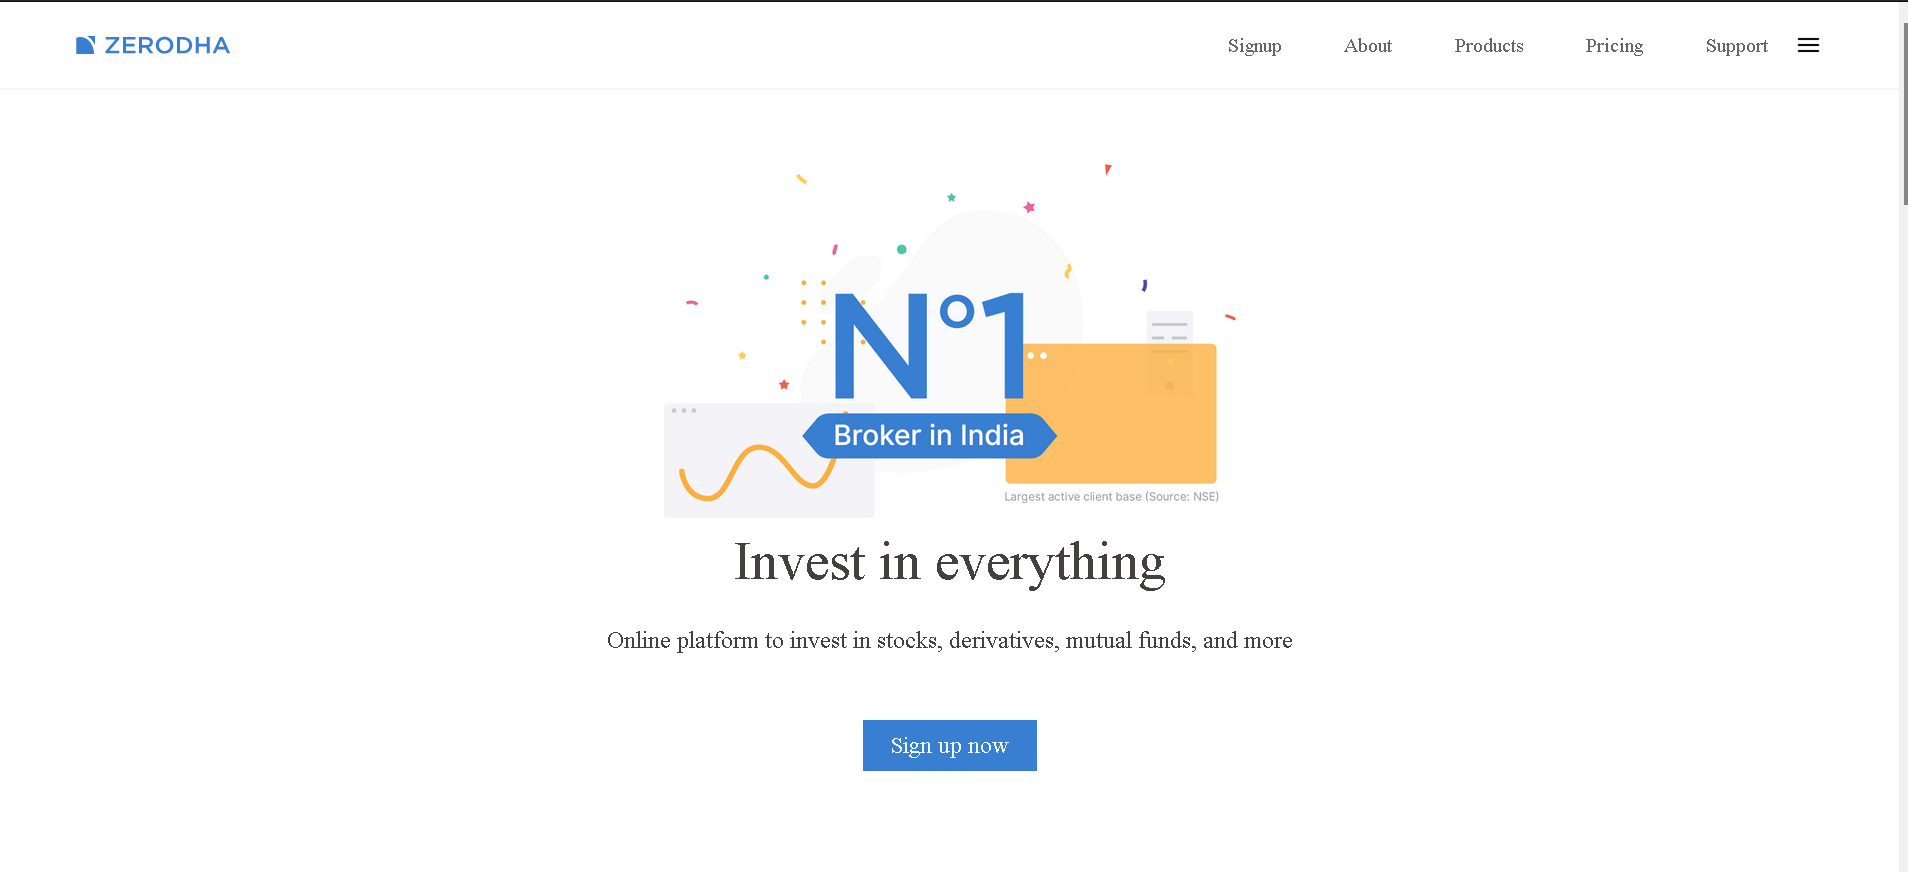 ZERODHA
Signup About Products Pricing Support
N°1
Broker in India
Largest active client base (Source: NSE)
Invest in everything
Online platform to invest in stocks, derivatives, mutual funds, and more
Sign up now